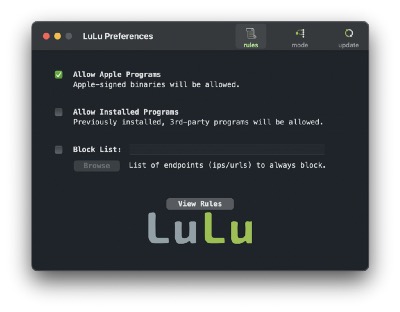 LuLu Preferences
rules
mode
update
Allow Apple Programs
Apple-signed binaries will be allowed.
Allow Installed Programs
Previously installed, 3rd-party programs will be allowed.
Block List:
Browse
List of endpoints (ips/urls) to always block.
View Rules
LuLu